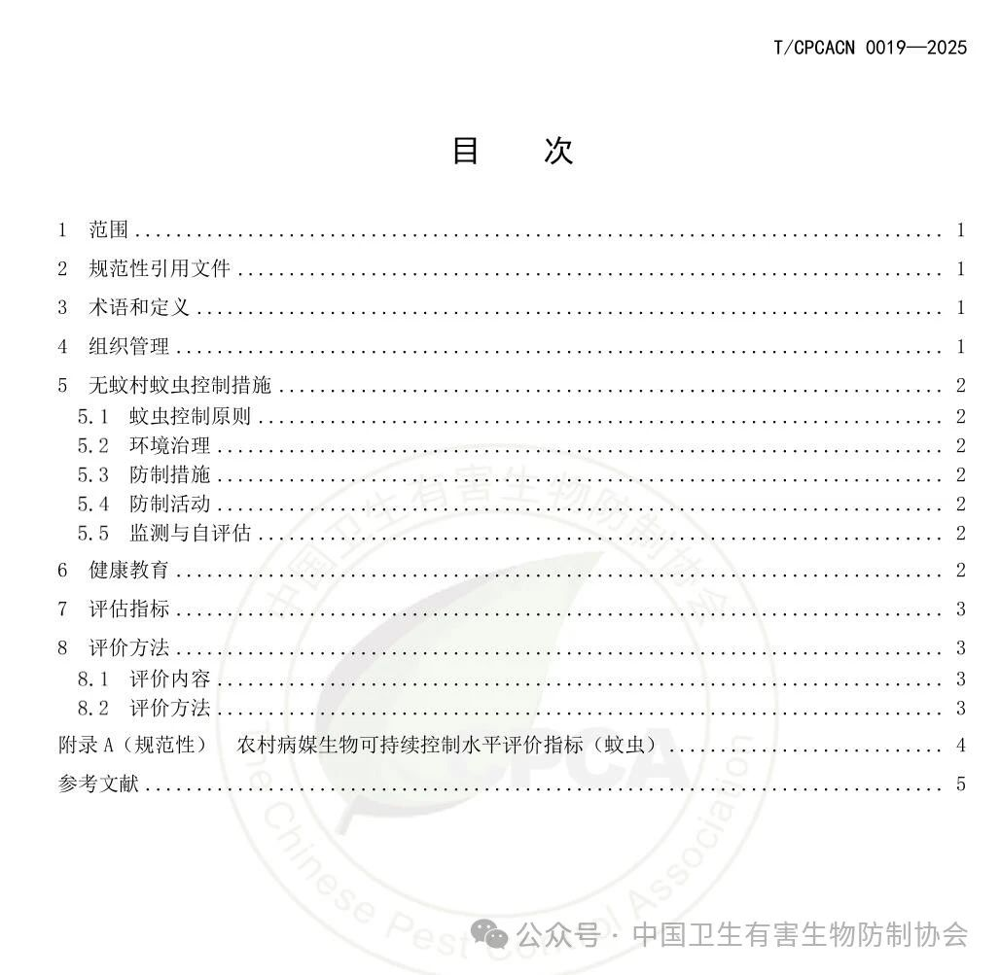 T/CPCACN 0019—2025
目 次
1 范围 1
2 规范性引用文件 1
3 术语和定义 1
4 组织管理 1
5 无蚊村蚊虫控制措施 2
5.1 蚊虫控制原则 2
5.2 环境治理 2
5.3 防制措施 2
5.4 防制活动 2
5.5 监测与自评估 2
6 健康教育 2
7 评估指标 3
8 评价方法 3
8.1 评价内容 3
8.2 评价方法 3
附录 A（规范性） 农村病媒生物可持续控制水平评价指标（蚊虫） 4
参考文献 5
中国卫生有害生物防制协会
CPCA
The Chinese Pest Control Association
公众号 · 中国卫生有害生物防制协会